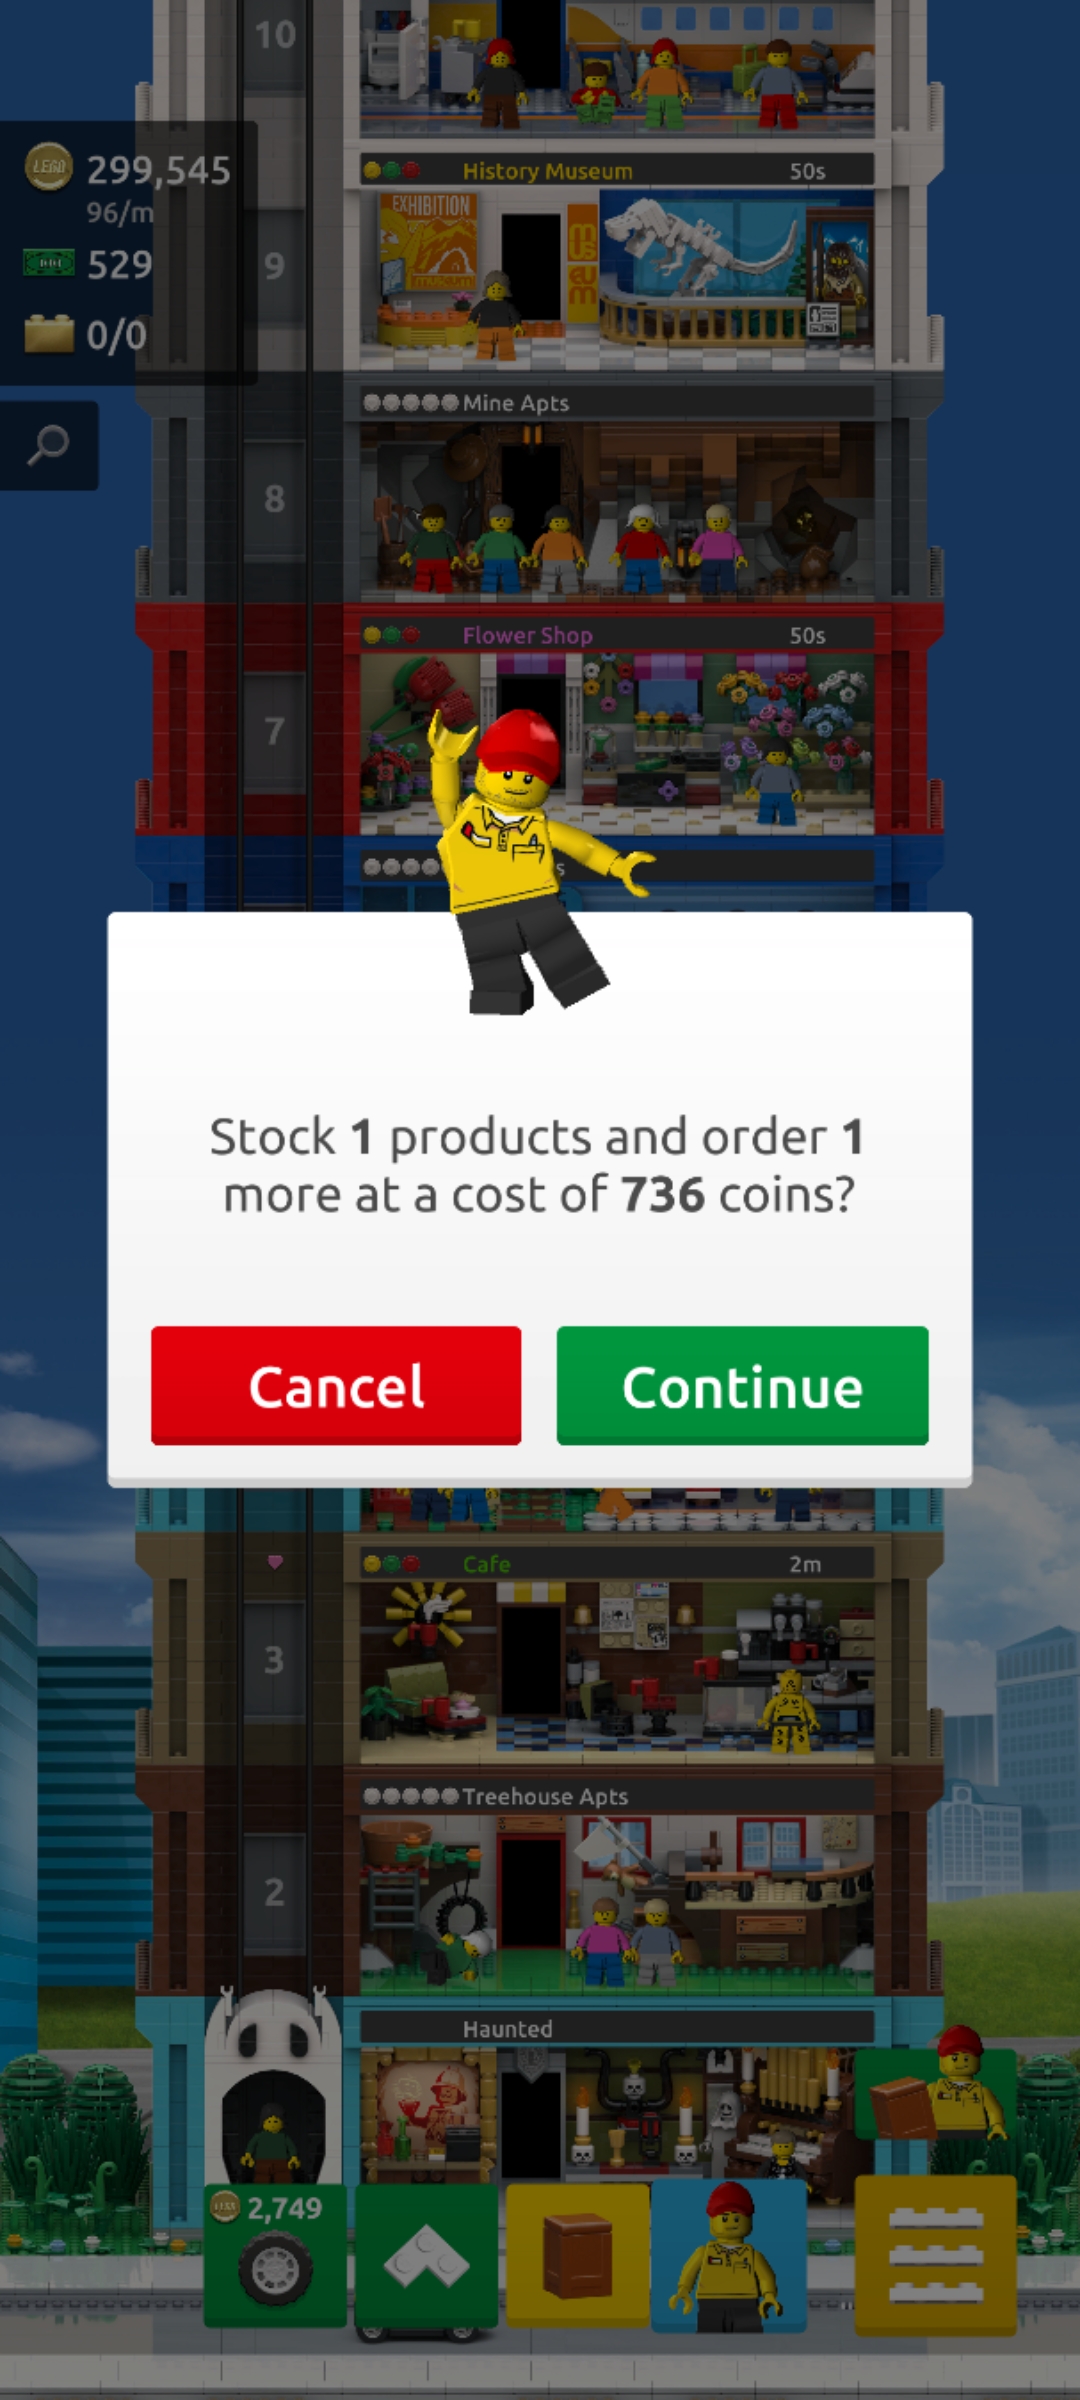 10
299,545
96/m
529
0/0
History Museum 50s
EXHIBITION
museum
9
Mine Apts
8
Flower Shop 50s
7
Stock 1 products and order 1
more at a cost of 736 coins?
Cancel
Continue
Cafe 2m
3
Treehouse Apts
2
Haunted
2,749